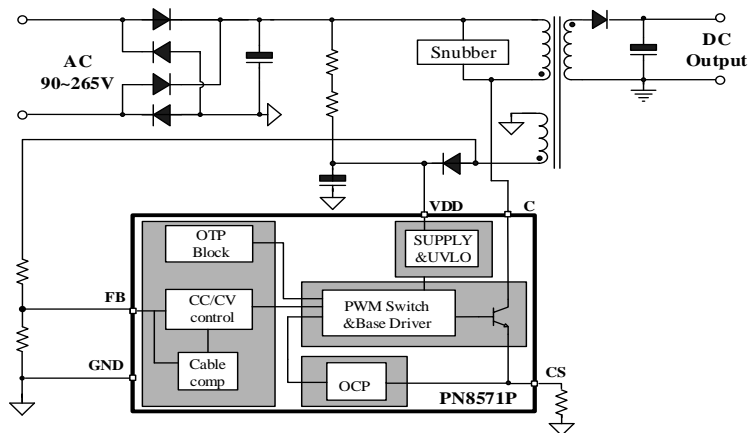 Snubber
AC
90~265V
DC
Output
VDD
C
OTP
Block
SUPPLY
&UVLO
FB
CC/CV
control
PWM Switch
&Base Driver
GND
Cable
comp
OCP
CS
PN8571P